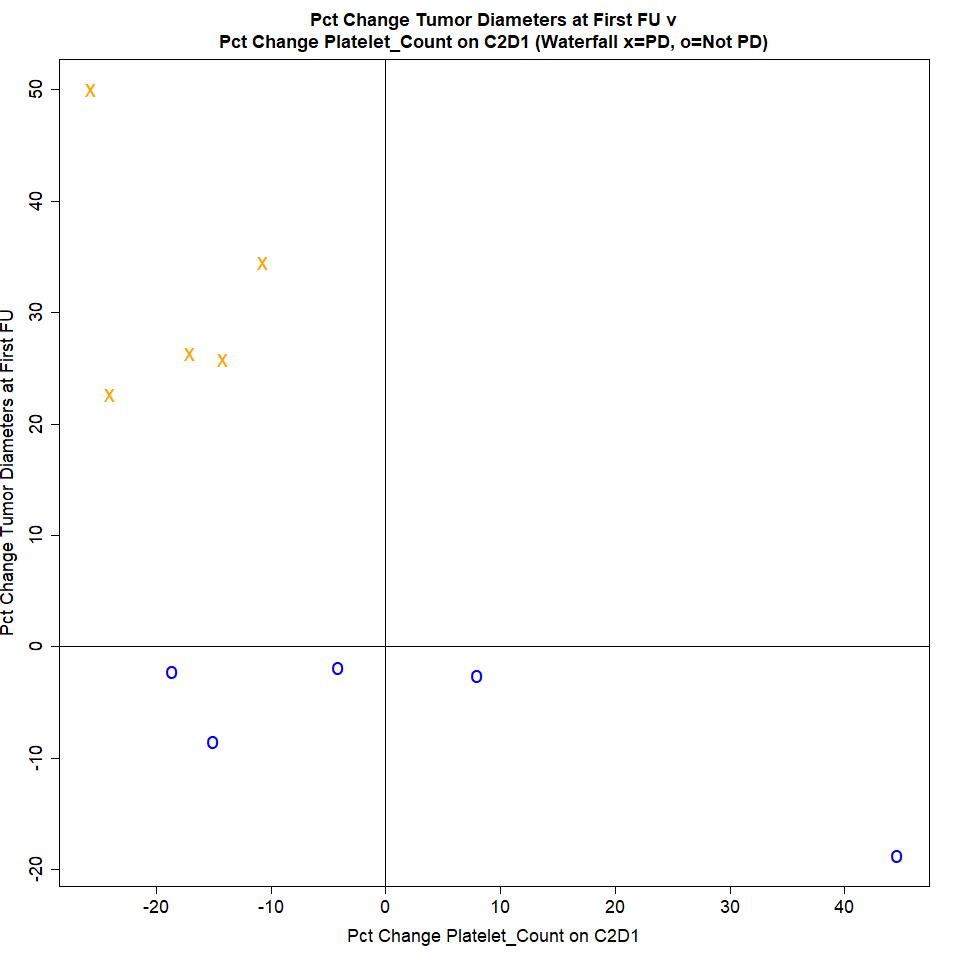 Pct Change Tumor Diameters at First FU v
Pct Change Platelet_Count on C2D1 (Waterfall x=PD, o=Not PD)
Pct Change Tumor Diameters at First FU
50
40
30
20
10
0
-10
-20
X
X
X
X
X
O
O
O
O
O
-20 -10 0 10 20 30 40
Pct Change Platelet_Count on C2D1